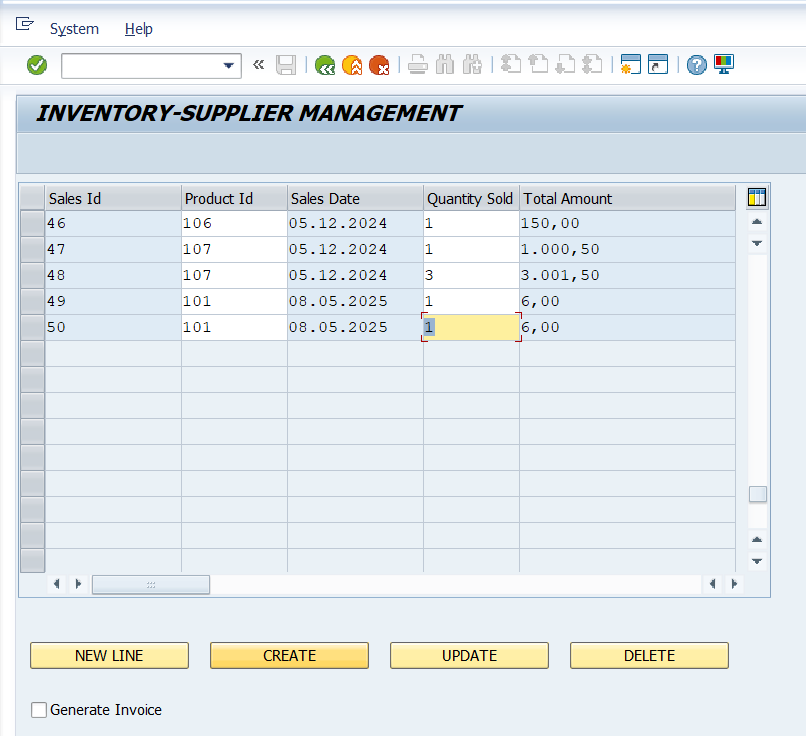 System Help
INVENTORY-SUPPLIER MANAGEMENT
Sales Id Product Id Sales Date Quantity Sold Total Amount
46 106 05.12.2024 1 150,00
47 107 05.12.2024 1 1.000,50
48 107 05.12.2024 3 3.001,50
49 101 08.05.2025 1 6,00
50 101 08.05.2025 1 6,00
NEW LINE CREATE UPDATE DELETE
Generate Invoice